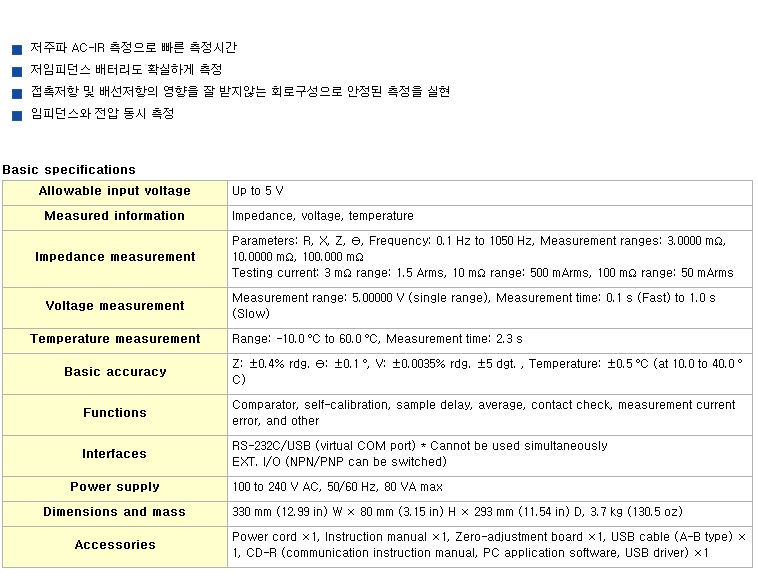 저주파 AC-IR 측정으로 빠른 측정시간
저임피던스 배터리도 확실하게 측정
접촉저항 및 배선저항의 영향을 잘 받지않는 회로구성으로 안정된 측정을 실현
임피던스와 전압 동시 측정
Basic specifications
Allowable input voltage Up to 5 V
Measured information Impedance, voltage, temperature
Impedance measurement Parameters: R, X, Z, Θ, Frequency: 0.1 Hz to 1050 Hz, Measurement ranges: 3.0000 mΩ,
10.0000 mΩ, 100.000 mΩ
Testing current: 3 mΩ range: 1.5 Arms, 10 mΩ range: 500 mArms, 100 mΩ range: 50 mArms
Voltage measurement Measurement range: 5.00000 V (single range), Measurement time: 0.1 s (Fast) to 1.0 s
(Slow)
Temperature measurement Range: -10.0 °C to 60.0 °C, Measurement time: 2.3 s
Basic accuracy Z: ±0.4% rdg. Θ: ±0.1 °, V: ±0.0035% rdg. ±5 dgt. , Temperature: ±0.5 °C (at 10.0 to 40.0 °
C)
Functions Comparator, self-calibration, sample delay, average, contact check, measurement current
error, and other
Interfaces RS-232C/USB (virtual COM port) * Cannot be used simultaneously
EXT. I/O (NPN/PNP can be switched)
Power supply 100 to 240 V AC, 50/60 Hz, 80 VA max
Dimensions and mass 330 mm (12.99 in) W × 80 mm (3.15 in) H × 293 mm (11.54 in) D, 3.7 kg (130.5 oz)
Accessories Power cord ×1, Instruction manual ×1, Zero-adjustment board ×1, USB cable (A-B type) ×
1, CD-R (communication instruction manual, PC application software, USB driver) ×1